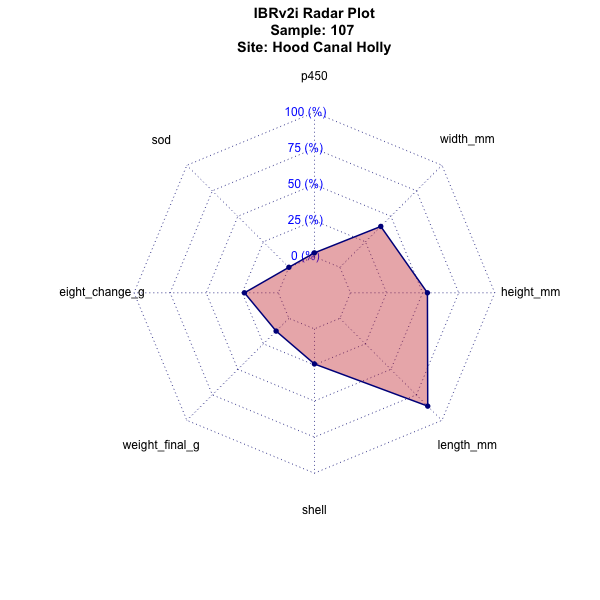 IBRv2i Radar Plot
Sample: 107
Site: Hood Canal Holly
p450
100 (%)
sod
width_mm
75 (%)
50 (%)
25 (%)
0 (%)
eight_change_g
height_mm
weight_final_g
length_mm
shell